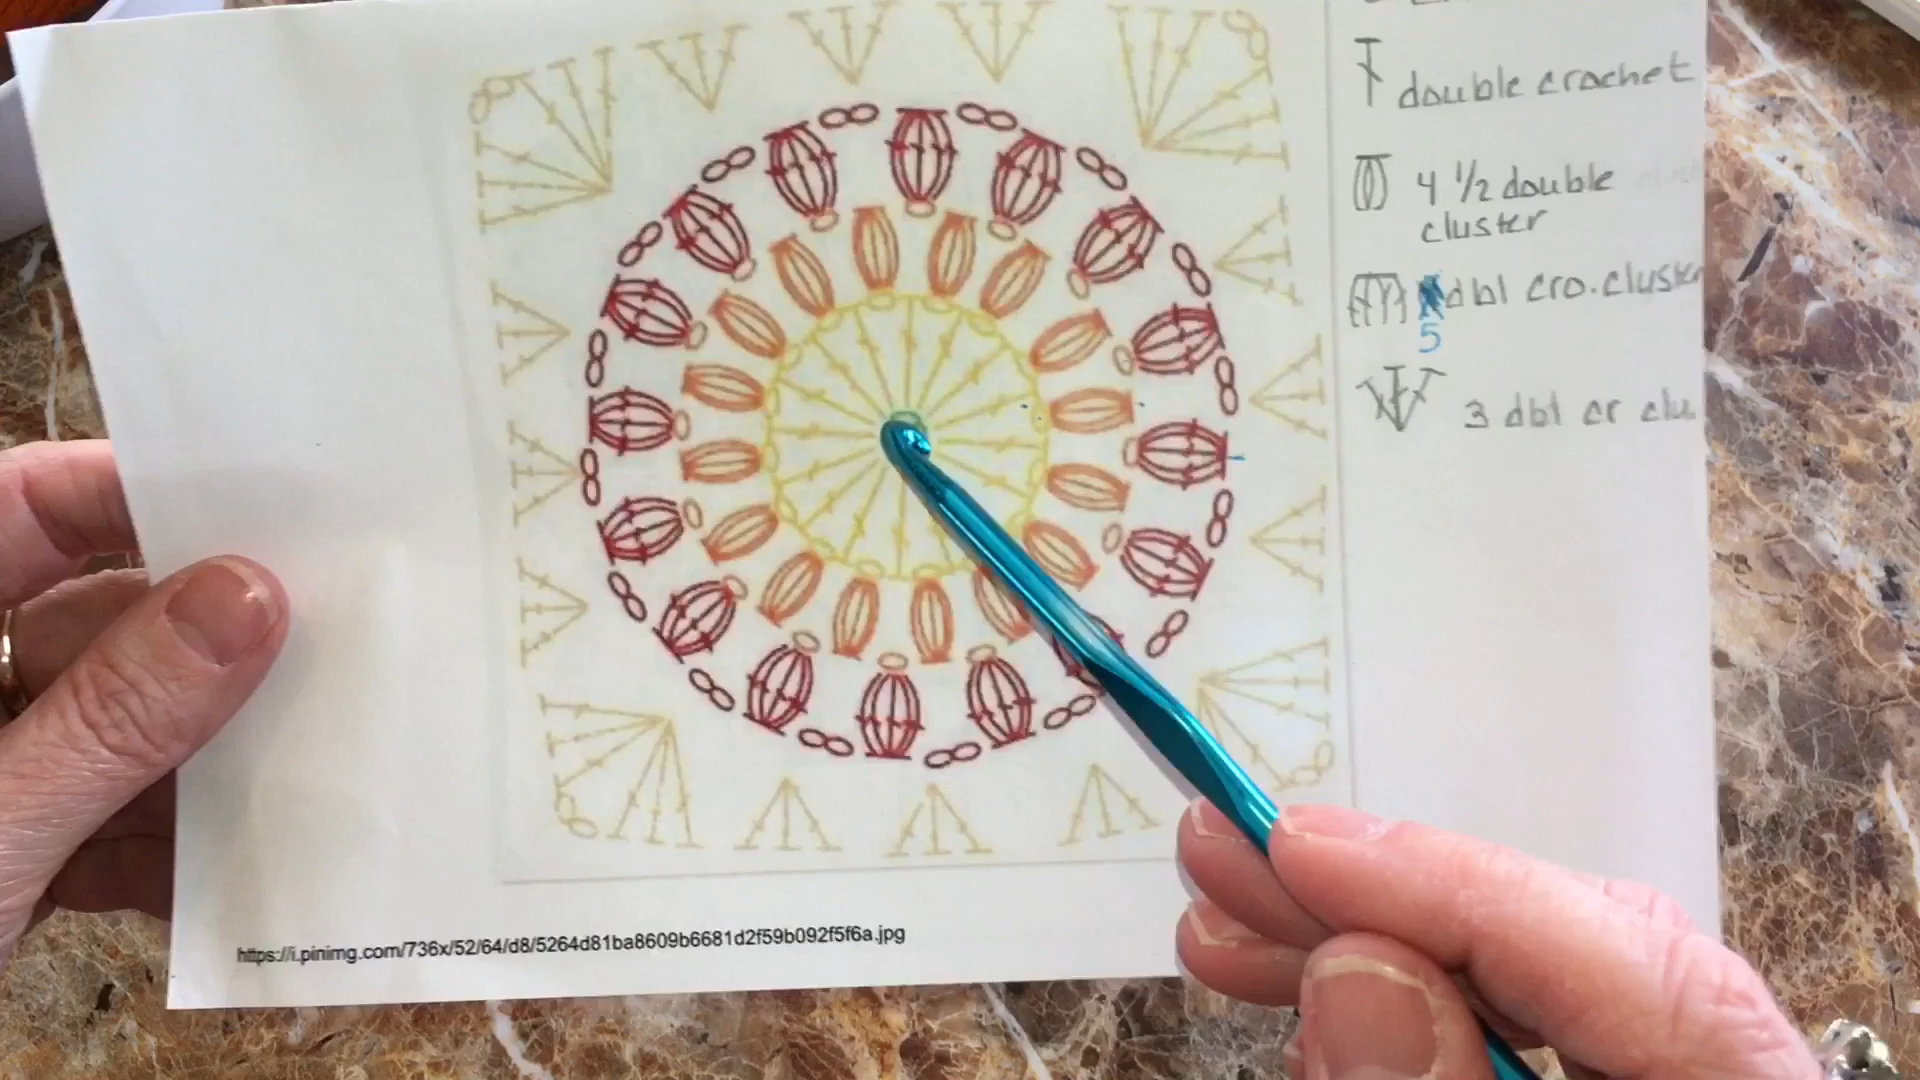 double crochet
4 1/2 double
cluster
dbl cro. cluster
5
3 dbl cr clu
https://i.pinimg.com/736x/52/64/d8/5264d81ba8609b6681d2f59b092f5f6a.jpg